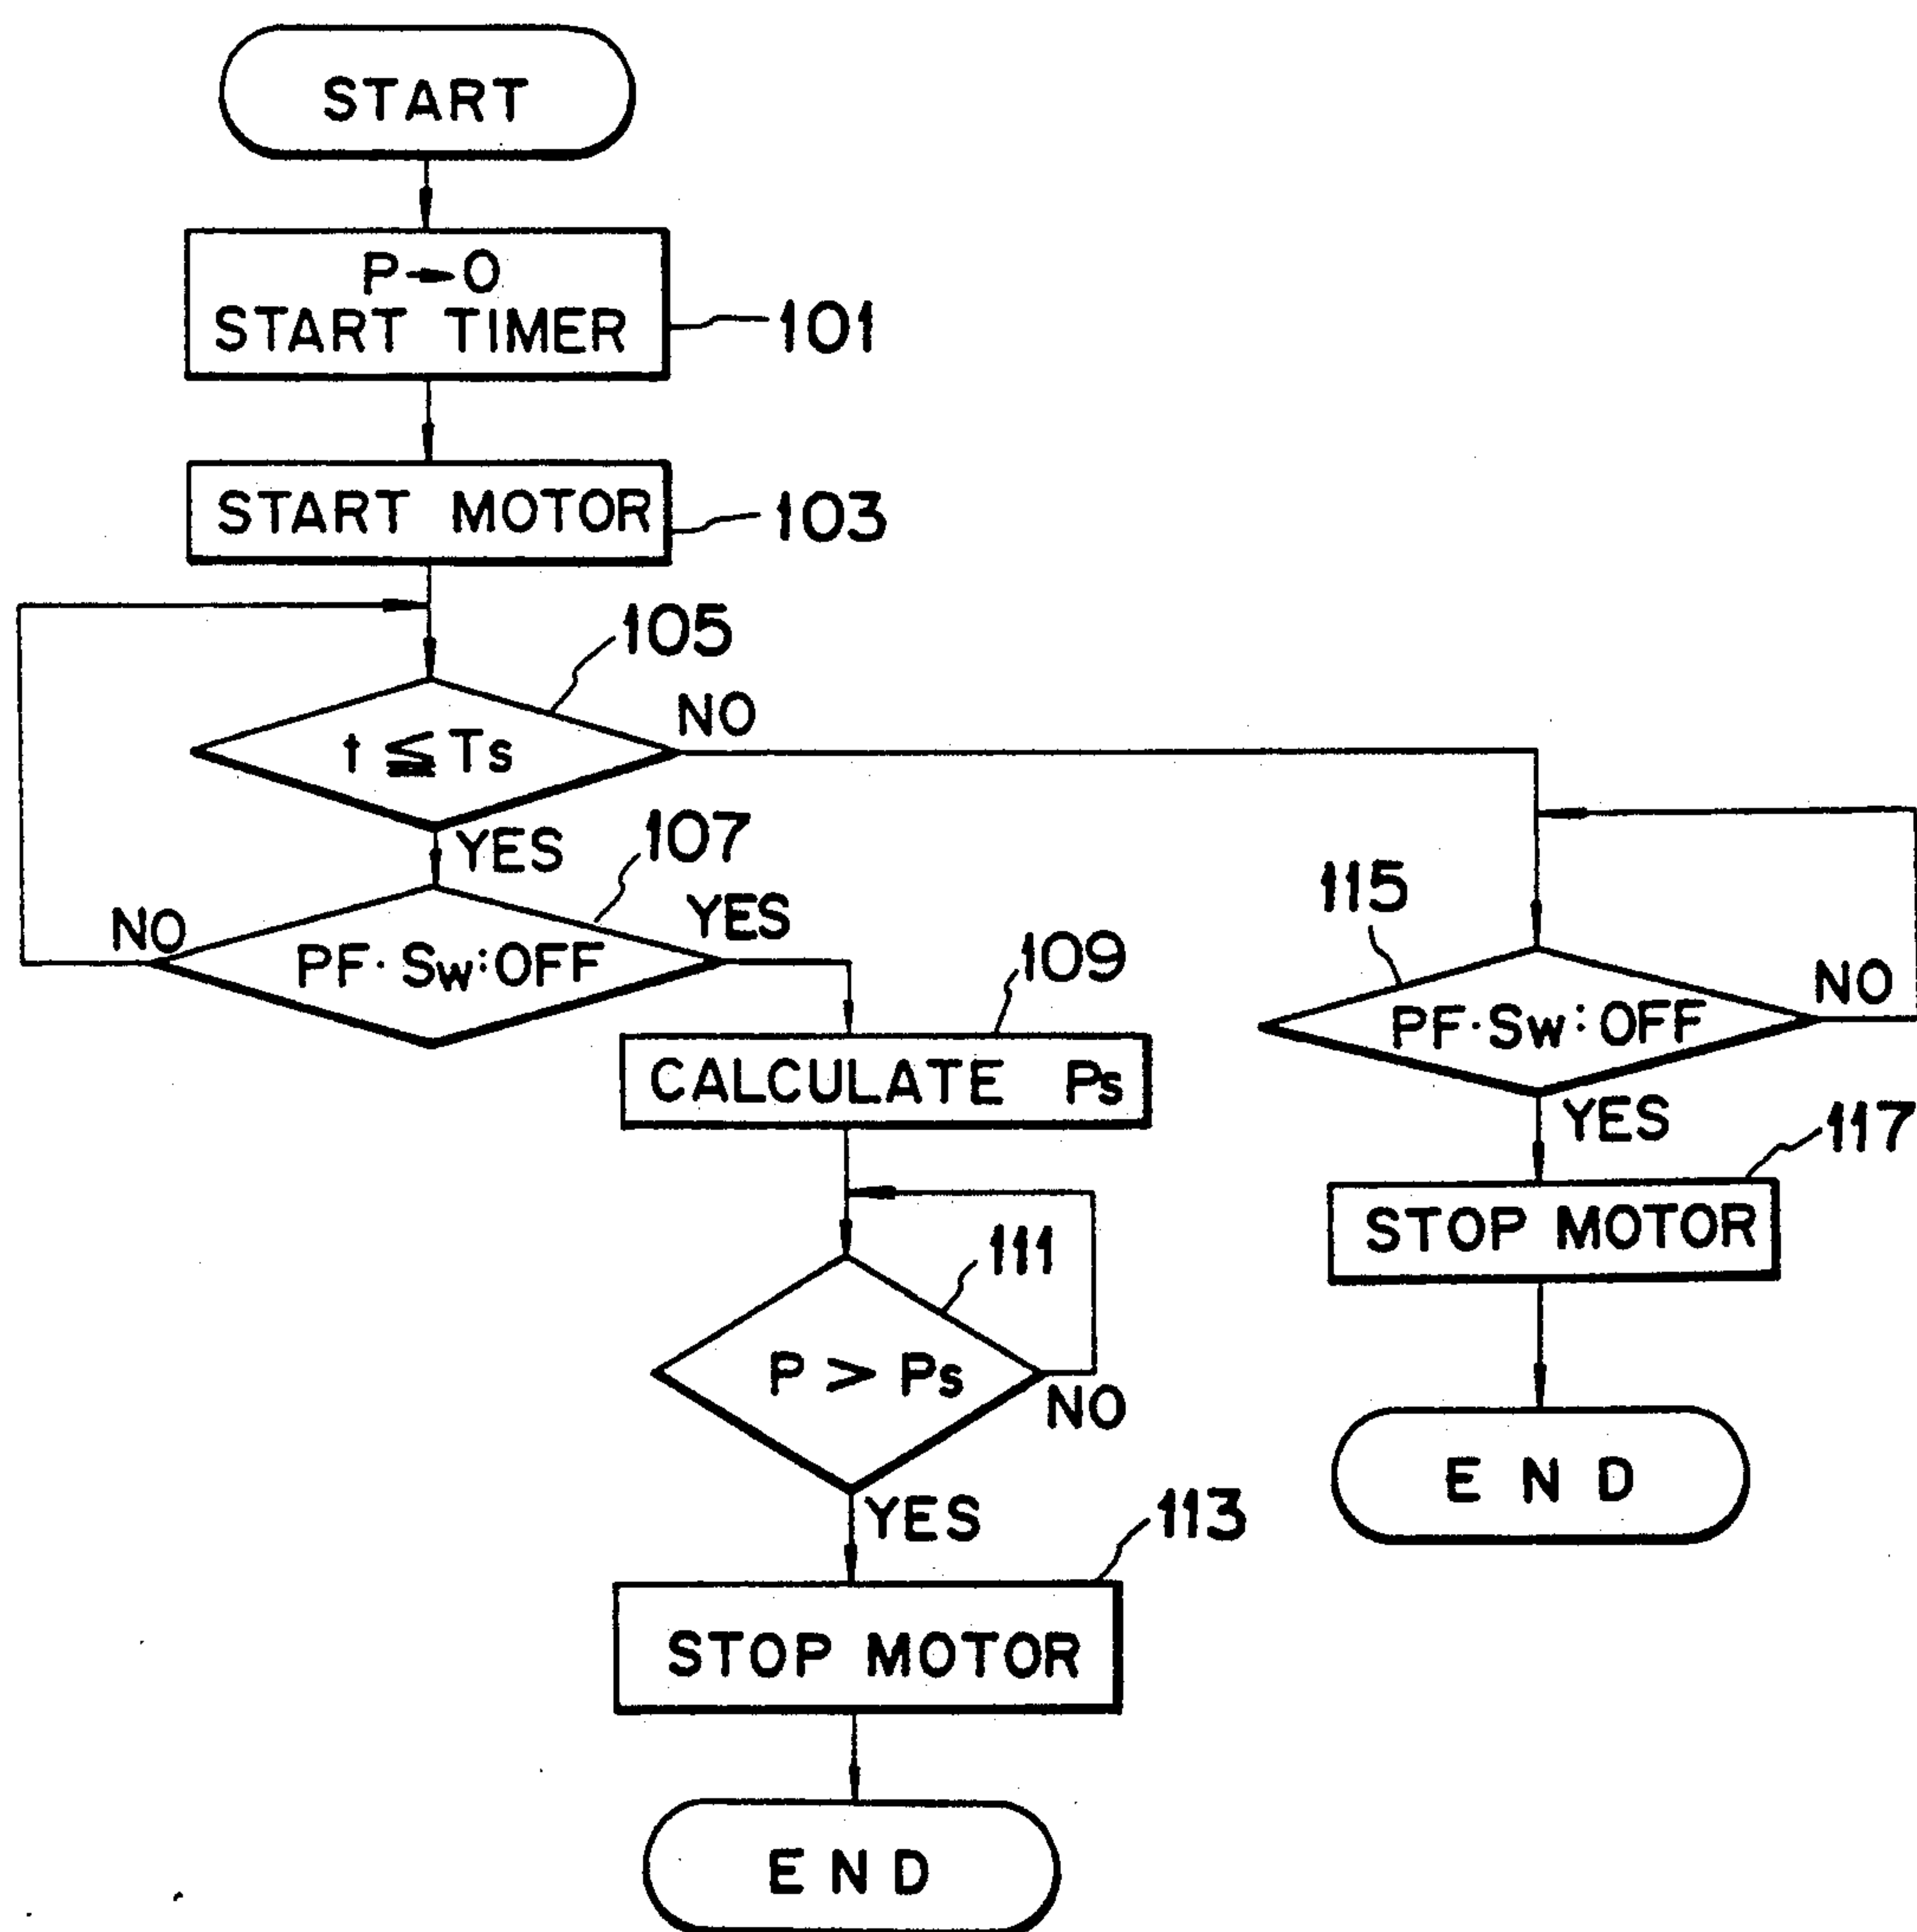 START
P→O
START TIMER
101
START MOTOR
103
105
t ≦ Ts
NO
YES
107
NO
PF·Sw:OFF
YES
109
CALCULATE Ps
111
P > Ps
NO
YES
113
STOP MOTOR
END
115
PF·Sw:OFF
NO
YES
117
STOP MOTOR
END